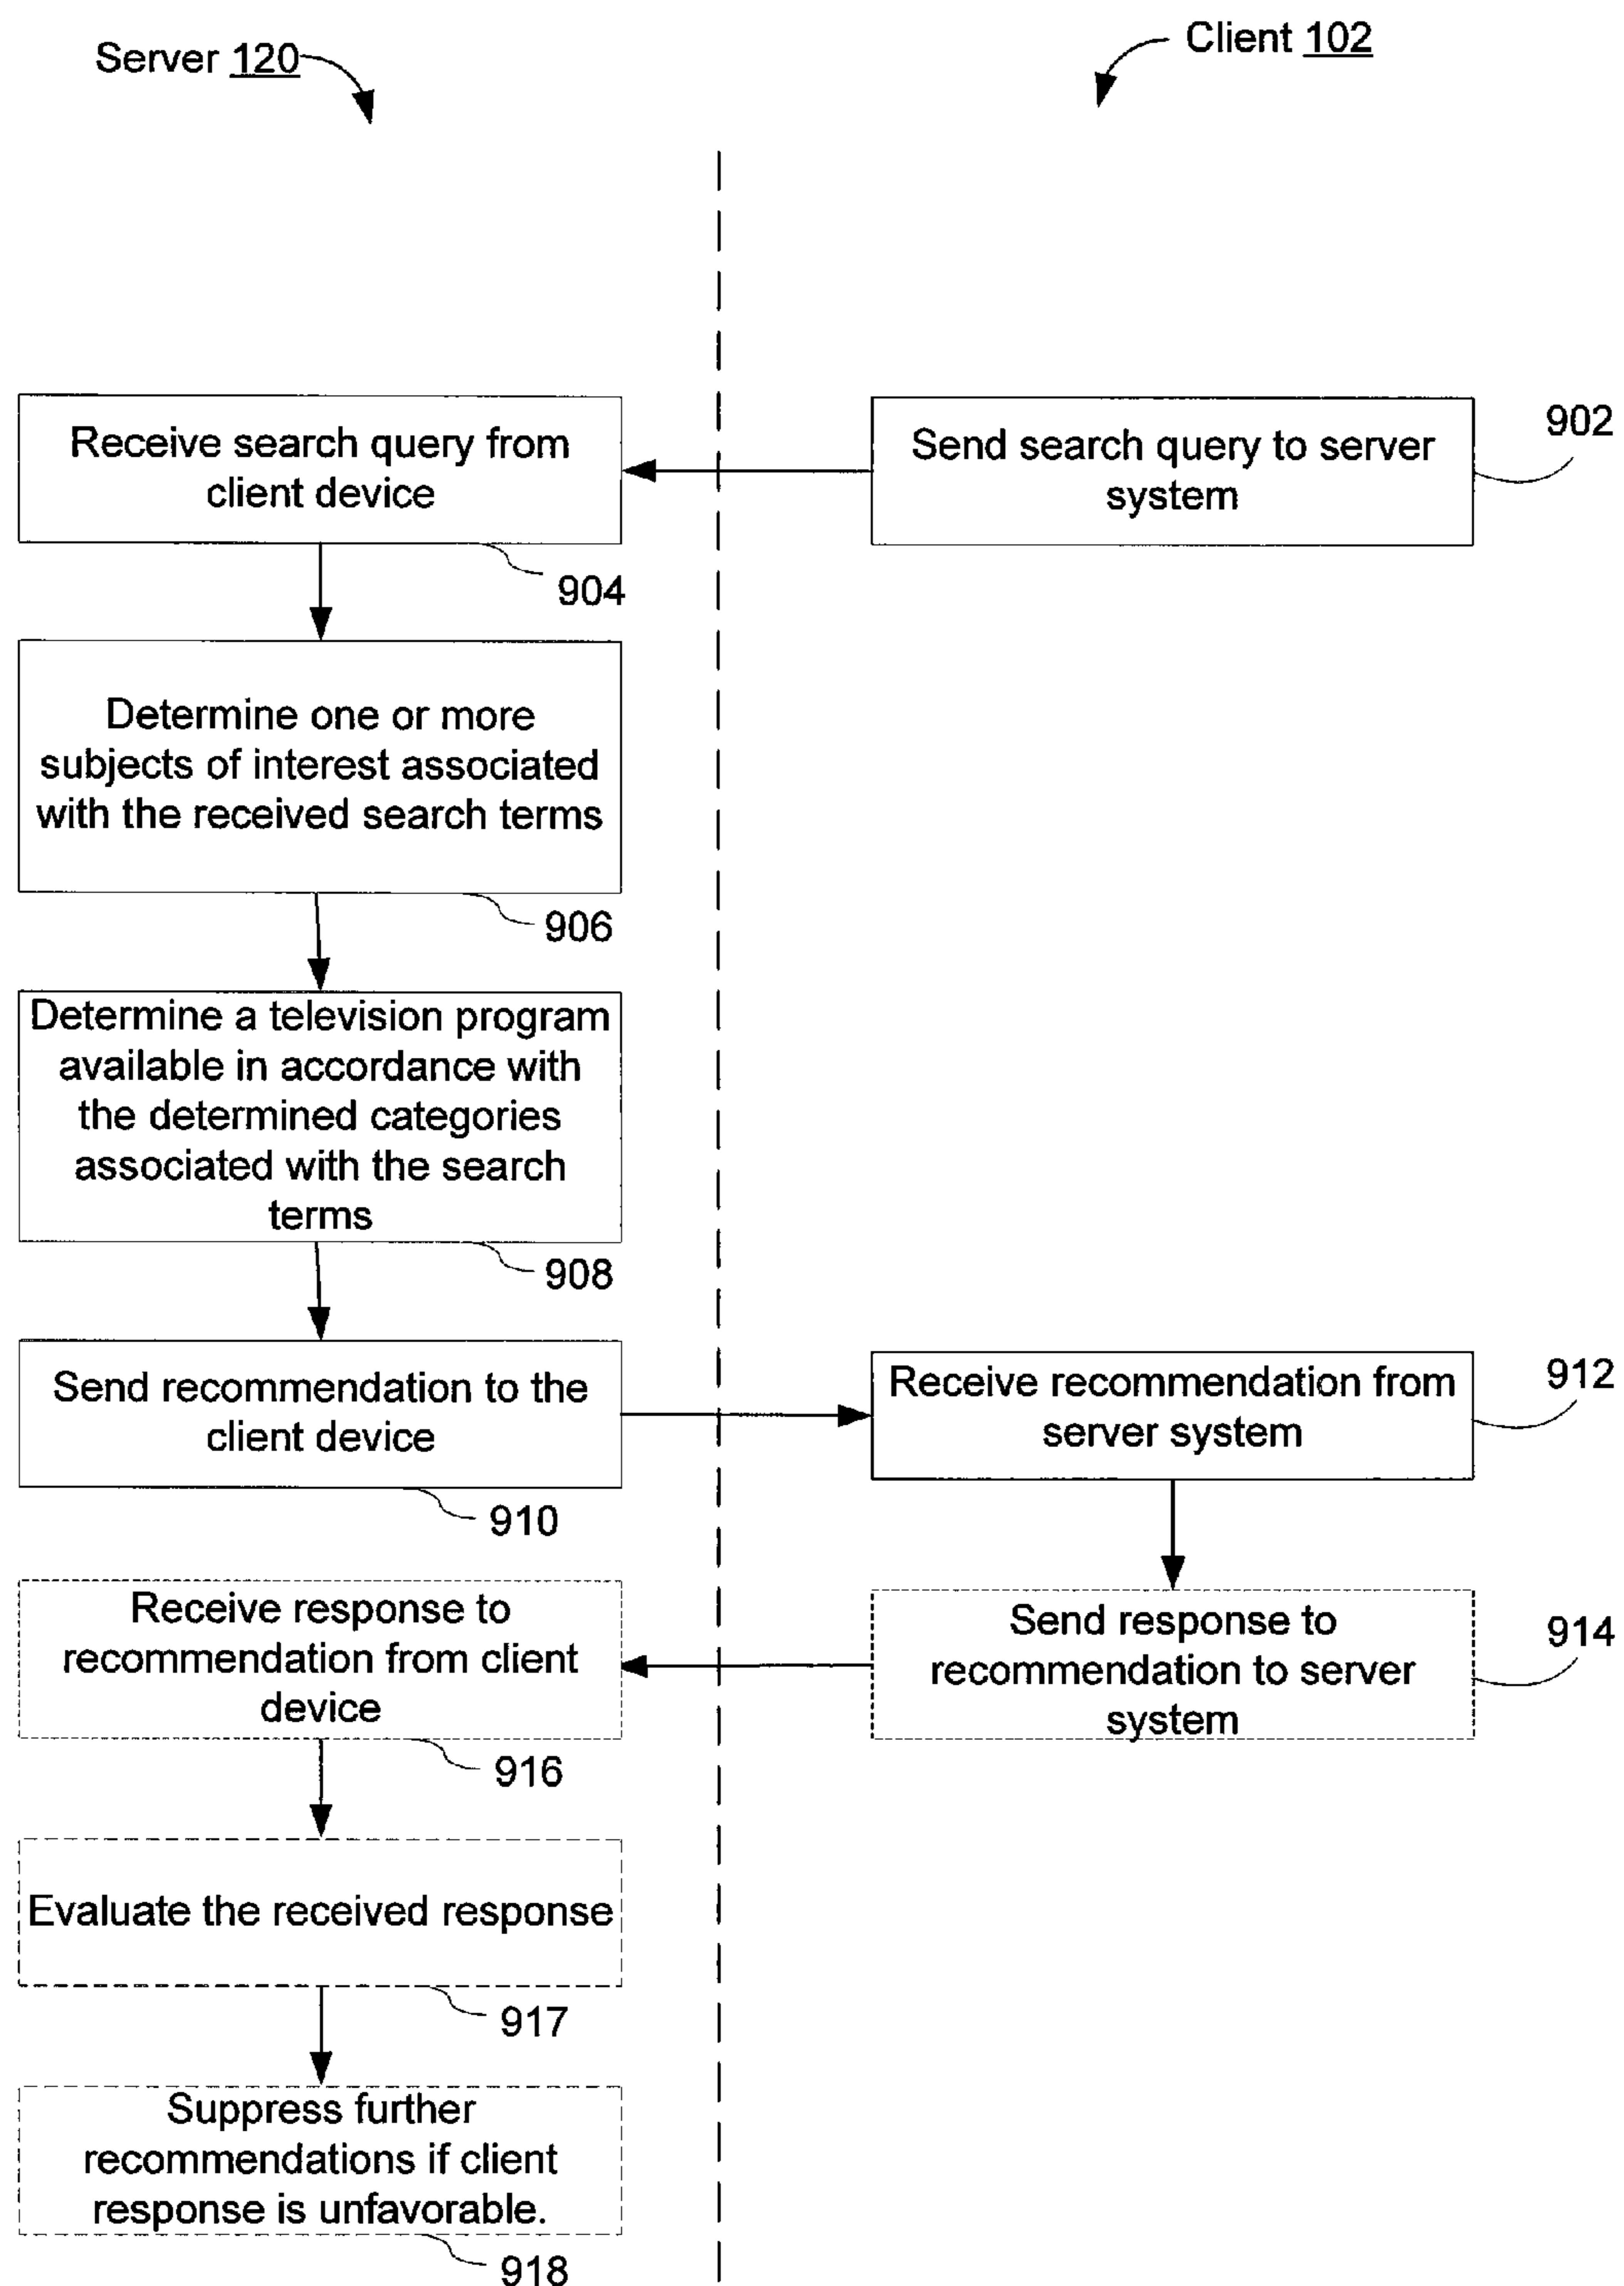 Server 120
Client 102
Receive search query from
client device
904
Send search query to server
system
902
Determine one or more
subjects of interest associated
with the received search terms
906
Determine a television program
available in accordance with
the determined categories
associated with the search
terms
908
Send recommendation to the
client device
910
Receive recommendation from
server system
912
Send response to
recommendation to server
system
914
Receive response to
recommendation from client
device
916
Evaluate the received response
917
Suppress further
recommendations if client
response is unfavorable.
918